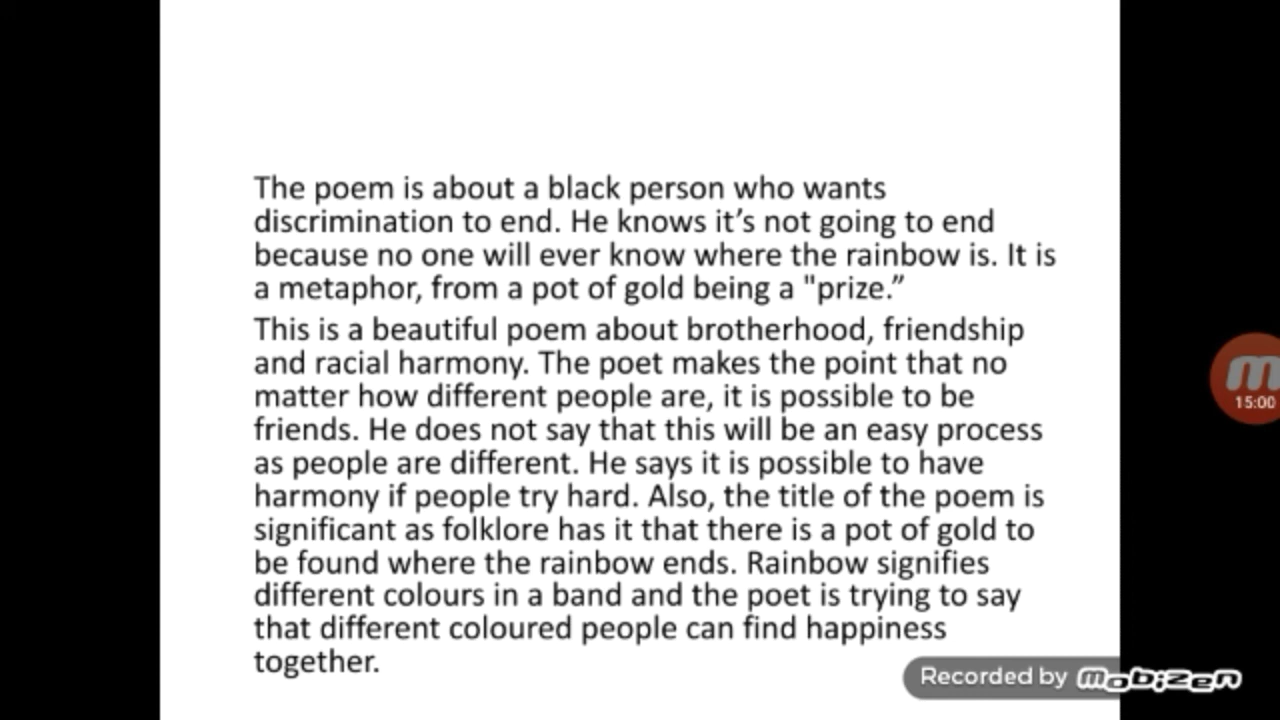 The poem is about a black person who wants
discrimination to end. He knows it’s not going to end
because no one will ever know where the rainbow is. It is
a metaphor, from a pot of gold being a "prize.”
This is a beautiful poem about brotherhood, friendship
and racial harmony. The poet makes the point that no
matter how different people are, it is possible to be
friends. He does not say that this will be an easy process
as people are different. He says it is possible to have
harmony if people try hard. Also, the title of the poem is
significant as folklore has it that there is a pot of gold to
be found where the rainbow ends. Rainbow signifies
different colours in a band and the poet is trying to say
that different coloured people can find happiness
together.
m
15:00
Recorded by mobizen